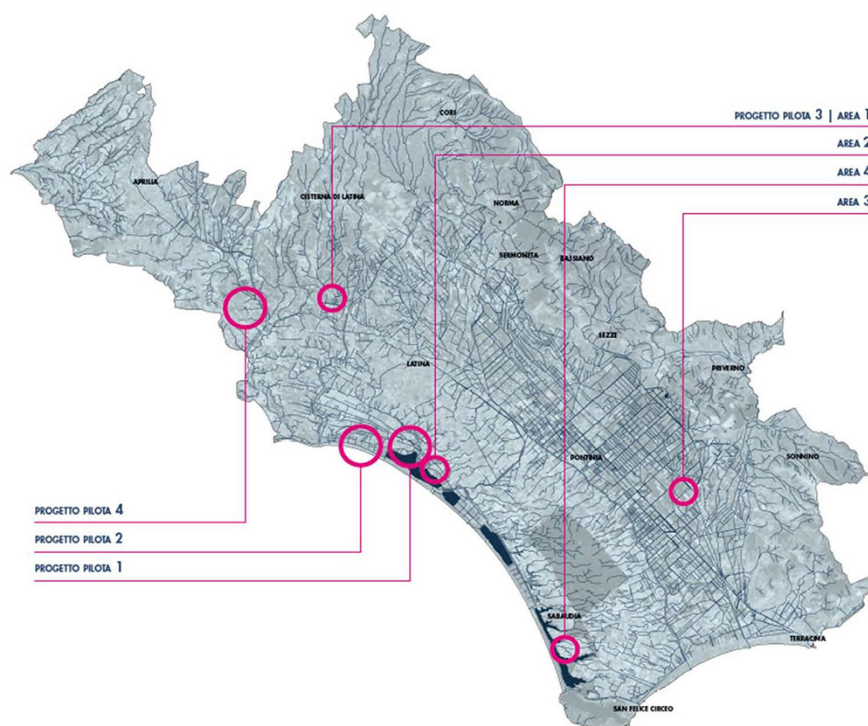 CORI
PROGETTO PILOTA 3 | AREA 1
AREA 2
AREA 4
AREA 3
APRILIA
CISTERNA DI LATINA
NORMA
SERMONETA
BASSIANO
SEZZE
PRIVERNO
LATINA
PONTINIA
SONNINO
PROGETTO PILOTA 4
PROGETTO PILOTA 2
PROGETTO PILOTA 1
SABAUDIA
TERRACINA
SAN FELICE CIRCEO